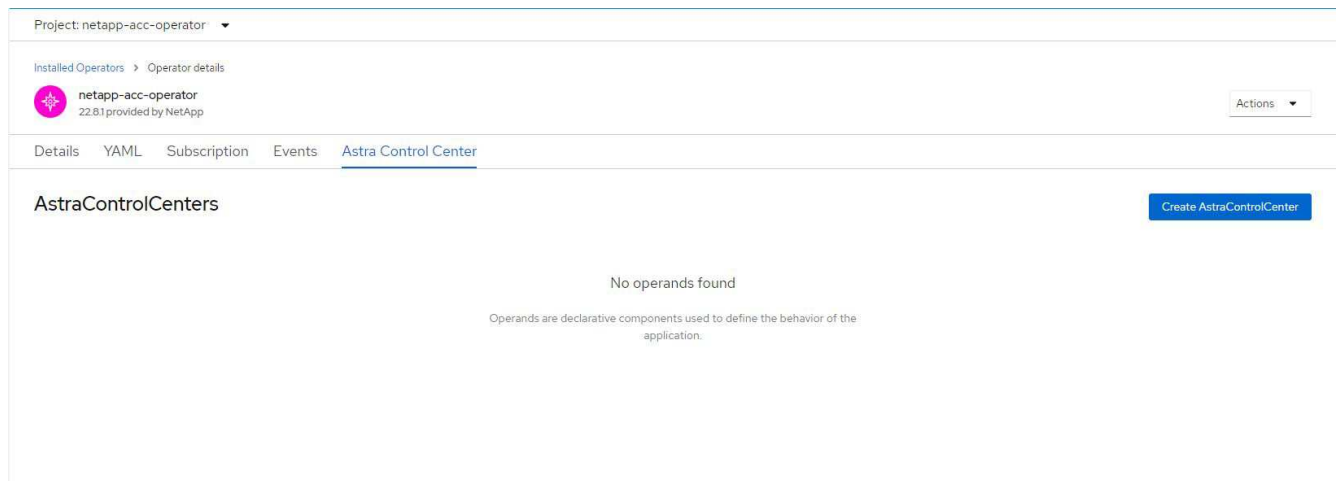 Project: netapp-acc-operator
Installed Operators > Operator details
netapp-acc-operator
22.8.1 provided by NetApp
Actions
Details YAML Subscription Events Astra Control Center
AstraControlCenters
Create AstraControlCenter
No operands found
Operands are declarative components used to define the behavior of the
application.